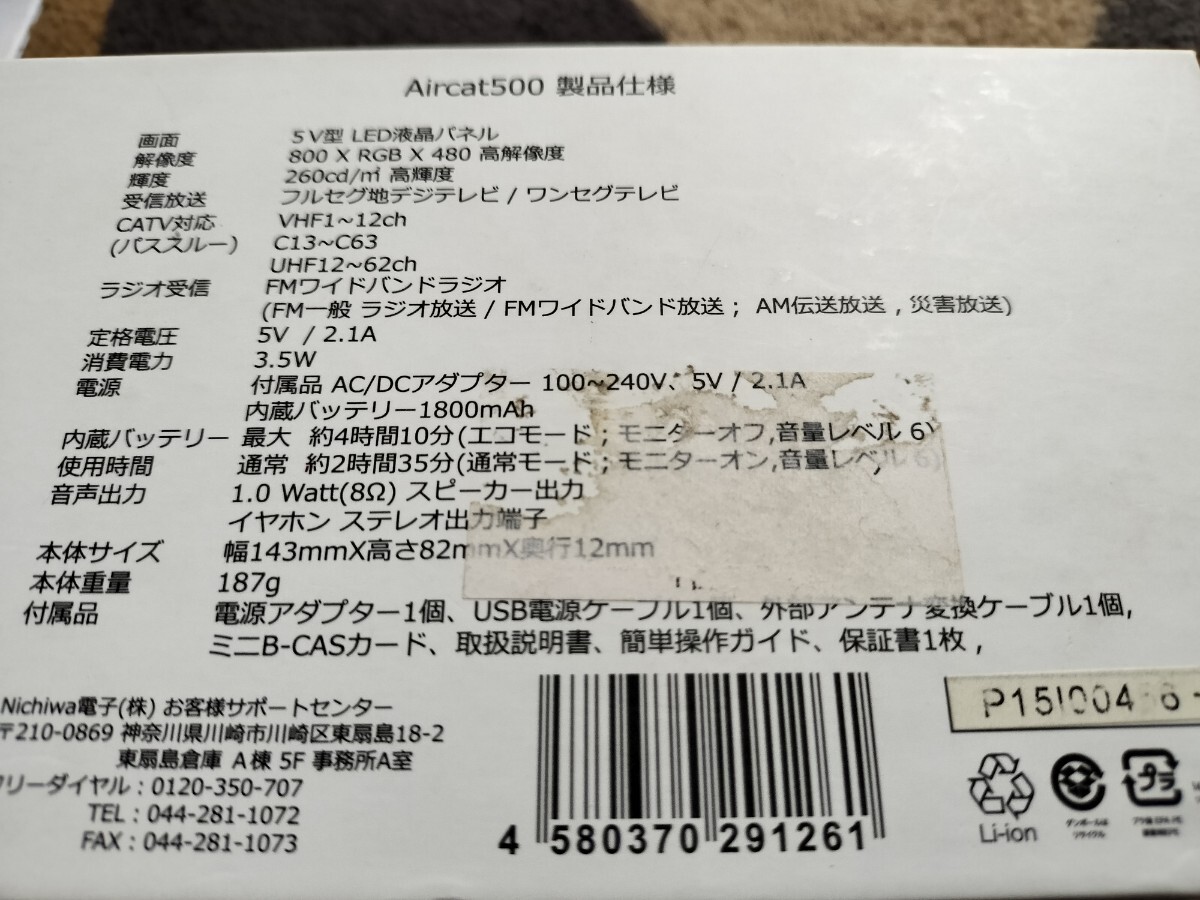 Aircat500 製品仕様
画面 5V型 LED液晶パネル
解像度 800 X RGB X 480 高解像度
輝度 260cd/㎡ 高輝度
受信放送 フルセグ地デジテレビ / ワンセグテレビ
CATV対応 VHF1~12ch
(パススルー) C13~C63
UHF12~62ch
ラジオ受信 FMワイドバンドラジオ
(FM一般 ラジオ放送 / FMワイドバンド放送； AM伝送放送 , 災害放送)
定格電圧 5V / 2.1A
消費電力 3.5W
電源 付属品 AC/DCアダプター 100~240V、5V / 2.1A
内蔵バッテリー1800mAh
内蔵バッテリー 最大 約4時間10分(エコモード；モニターオフ,音量レベル 6)
使用時間 通常 約2時間35分(通常モード；モニターオン,音量レベル 6)
音声出力 1.0 Watt(8Ω) スピーカー出力
イヤホン ステレオ出力端子
本体サイズ 幅143mmX高さ82mmX奥行12mm
本体重量 187g
付属品 電源アダプター1個、USB電源ケーブル1個、外部アンテナ変換ケーブル1個,
ミニB-CASカード、取扱説明書、簡単操作ガイド、保証書1枚 ,
Nichiwa電子(株) お客様サポートセンター
〒210-0869 神奈川県川崎市川崎区東扇島18-2
東扇島倉庫 A棟 5F 事務所A室
フリーダイヤル：0120-350-707
TEL：044-281-1072
FAX：044-281-1073
4 580370 291261
Li-ion
ダンボールは
リサイクル
プラ